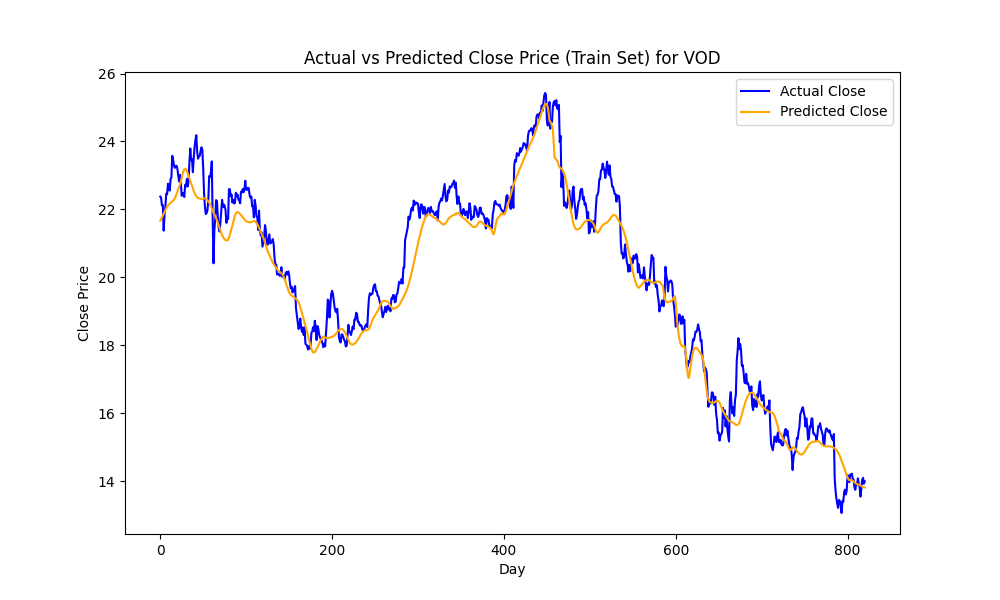 Actual vs Predicted Close Price (Train Set) for VOD
Actual Close
Predicted Close
Close Price
26
24
22
20
18
16
14
0 200 400 600 800
Day